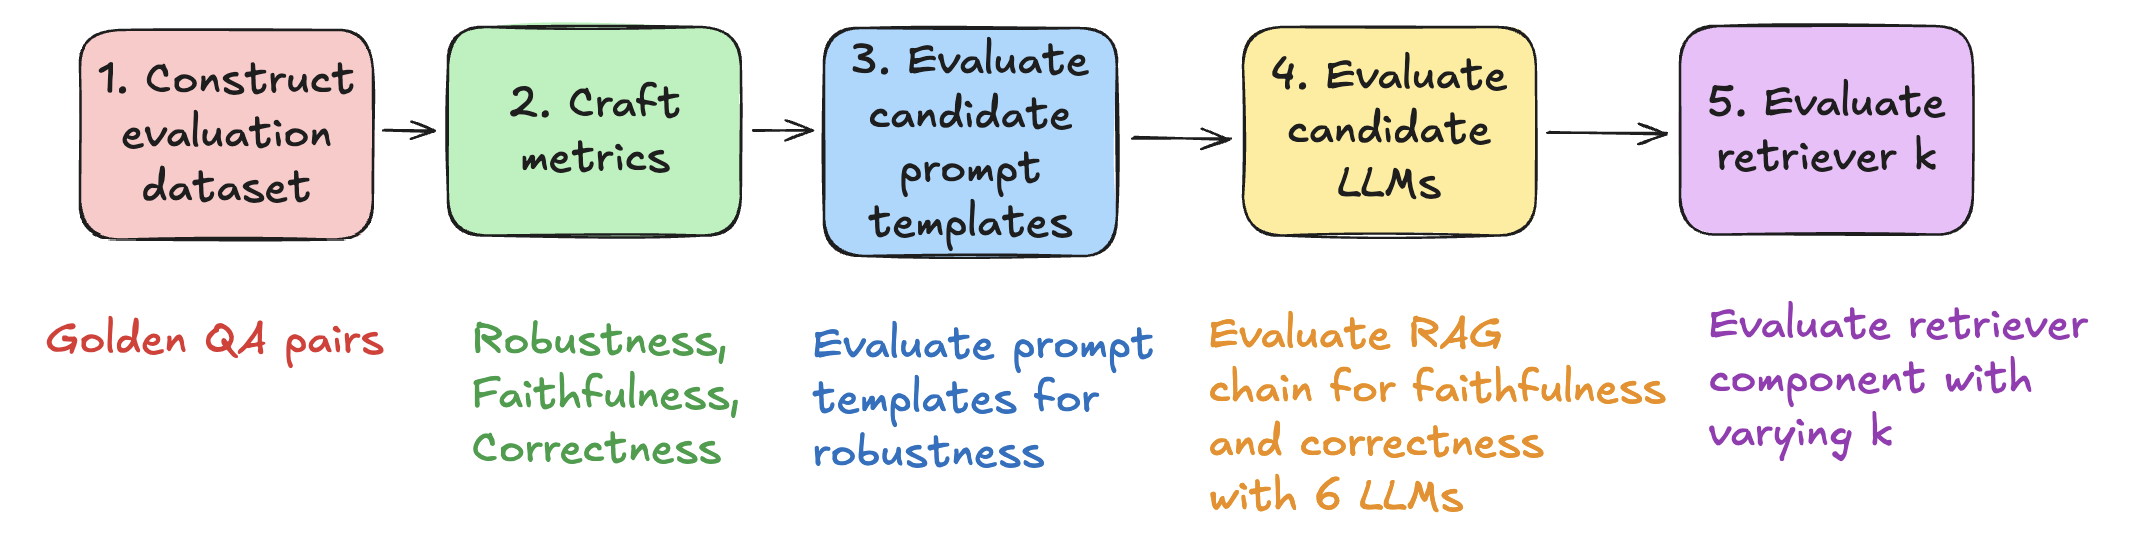 1. Construct
evaluation
dataset
2. Craft
metrics
3. Evaluate
candidate
prompt
templates
4. Evaluate
candidate
LLMs
5. Evaluate
retriever k
Golden QA pairs
Robustness,
Faithfulness,
Correctness
Evaluate prompt
templates for
robustness
Evaluate RAG
chain for faithfulness
and correctness
with 6 LLMs
Evaluate retriever
component with
varying k